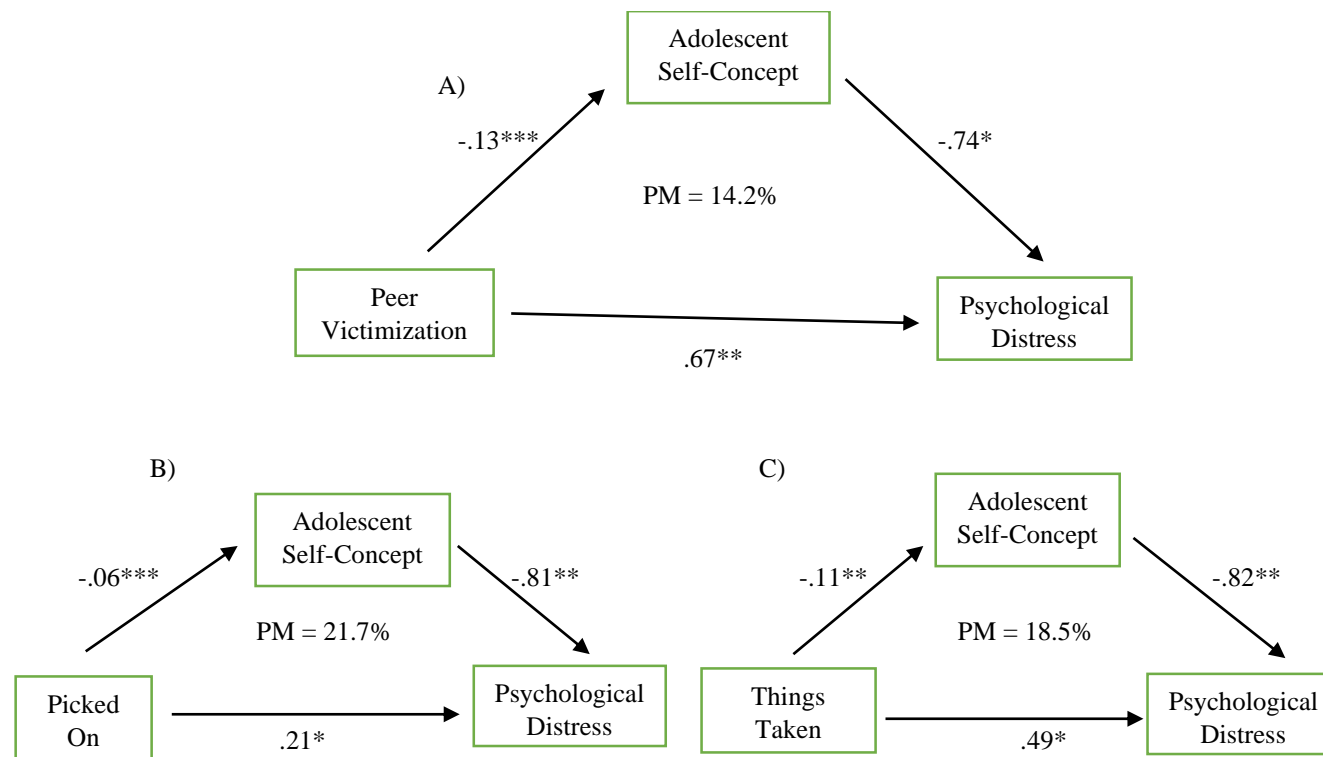 Adolescent
Self-Concept
A)
-.13***
-.74*
PM = 14.2%
Peer
Victimization
Psychological
Distress
.67**
B)
Adolescent
Self-Concept
-.06***
-.81**
PM = 21.7%
Picked
On
Psychological
Distress
.21*
C)
Adolescent
Self-Concept
-.11**
-.82**
PM = 18.5%
Things
Taken
Psychological
Distress
.49*